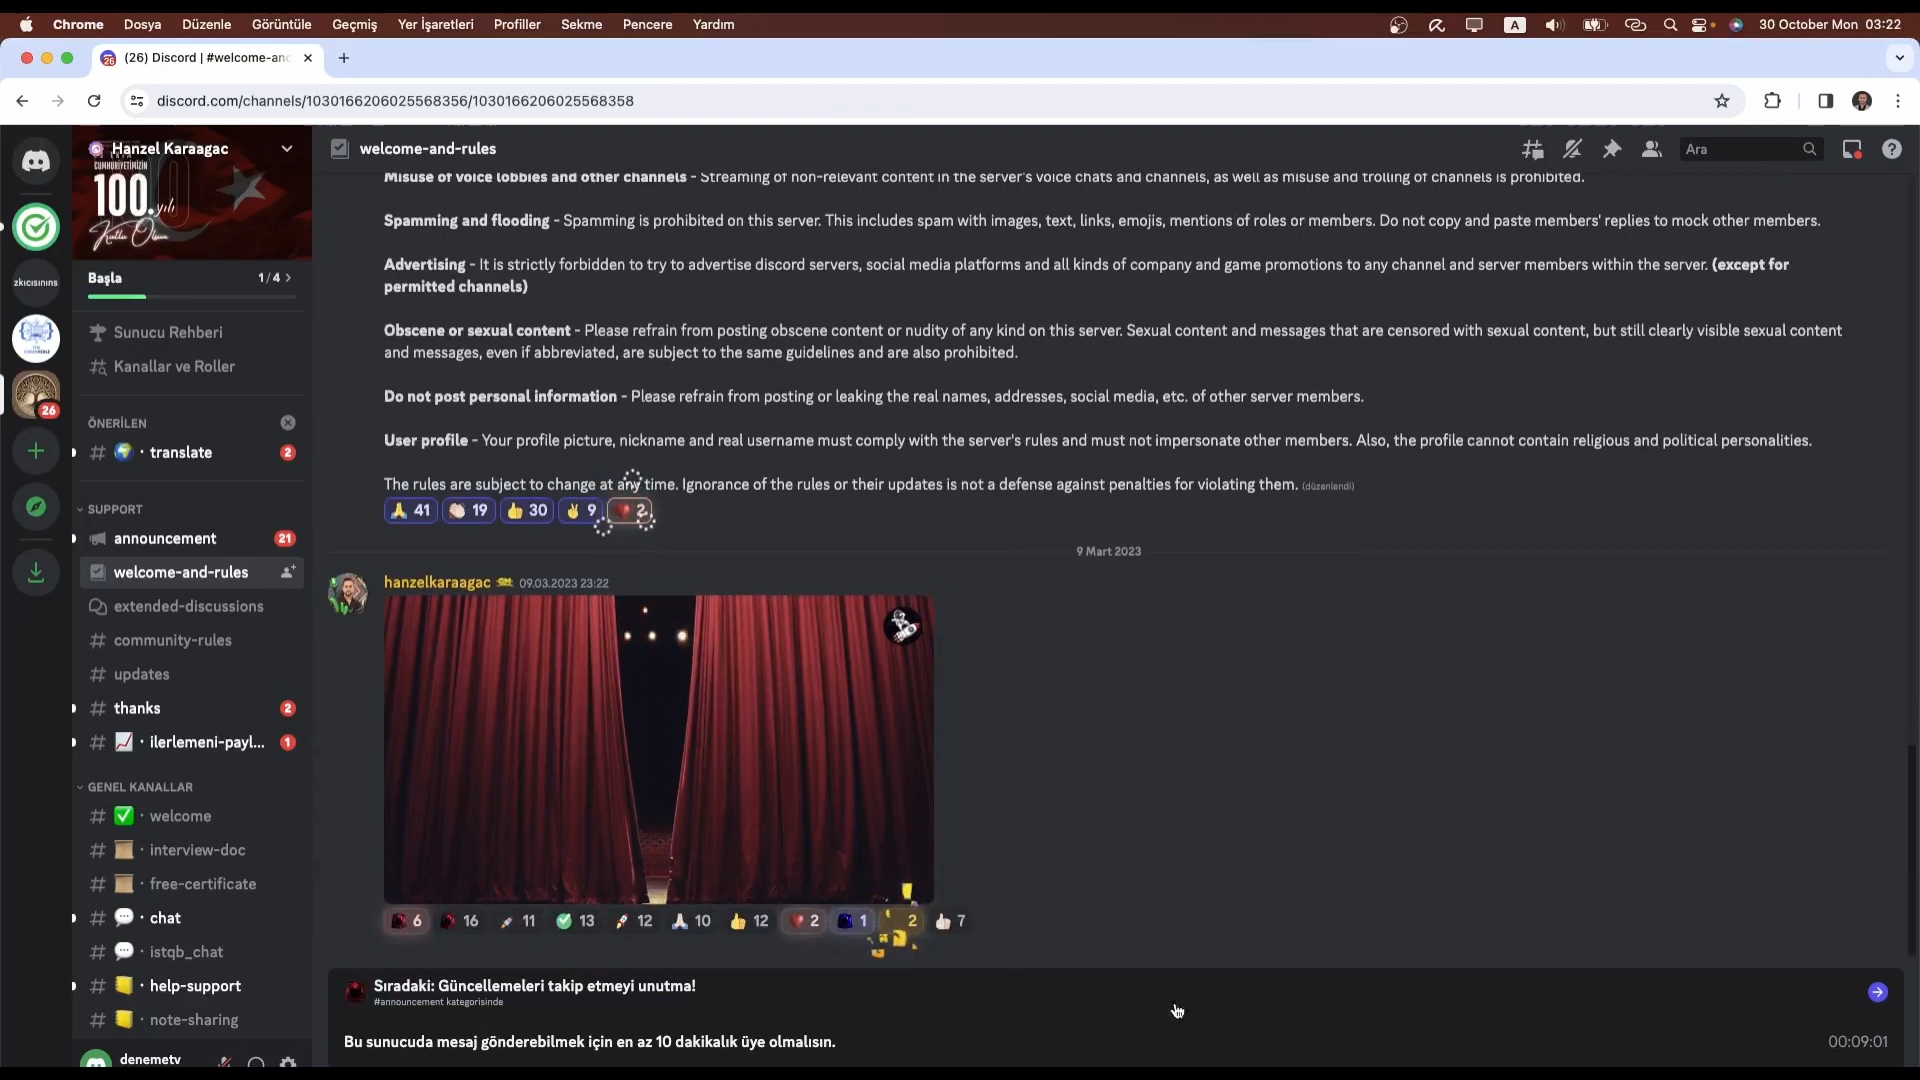 Chrome Dosya Düzenle Görüntüle Geçmiş Yer İşaretleri Profiller Sekme Pencere Yardım
A
30 October Mon 03:22
(26) Discord | #welcome-anc
discord.com/channels/1030166206025568356/1030166206025568358
Hanzel Karaagac
CUMHURİYETİMİZİN
100.yılı
Kutlu Olsun
zkicisinins
26
Başla 1/4
Sunucu Rehberi
Kanallar ve Roller
ÖNERİLEN
# · translate 2
SUPPORT
announcement 21
welcome-and-rules
extended-discussions
# community-rules
# updates
# thanks 2
# · ilerlemeni-payl... 1
GENEL KANALLAR
# · welcome
# · interview-doc
# · free-certificate
# · chat
# · istqb_chat
# · help-support
# · note-sharing
denemetv
welcome-and-rules
Ara
Misuse of voice lobbies and other channels - Streaming of non-relevant content in the server's voice chats and channels, as well as misuse and trolling of channels is prohibited.
Spamming and flooding - Spamming is prohibited on this server. This includes spam with images, text, links, emojis, mentions of roles or members. Do not copy and paste members' replies to mock other members.
Advertising - It is strictly forbidden to try to advertise discord servers, social media platforms and all kinds of company and game promotions to any channel and server members within the server. (except for
permitted channels)
Obscene or sexual content - Please refrain from posting obscene content or nudity of any kind on this server. Sexual content and messages that are censored with sexual content, but still clearly visible sexual content
and messages, even if abbreviated, are subject to the same guidelines and are also prohibited.
Do not post personal information - Please refrain from posting or leaking the real names, addresses, social media, etc. of other server members.
User profile - Your profile picture, nickname and real username must comply with the server's rules and must not impersonate other members. Also, the profile cannot contain religious and political personalities.
The rules are subject to change at any time. Ignorance of the rules or their updates is not a defense against penalties for violating them. (düzenlendi)
41 19 30 9 2
9 Mart 2023
hanzelkaraagac 09.03.2023 23:22
6 16 11 13 12 10 12 2 1 2 7
Sıradaki: Güncellemeleri takip etmeyi unutma!
#announcement kategorisinde
Bu sunucuda mesaj gönderebilmek için en az 10 dakikalık üye olmalısın.
00:09:01